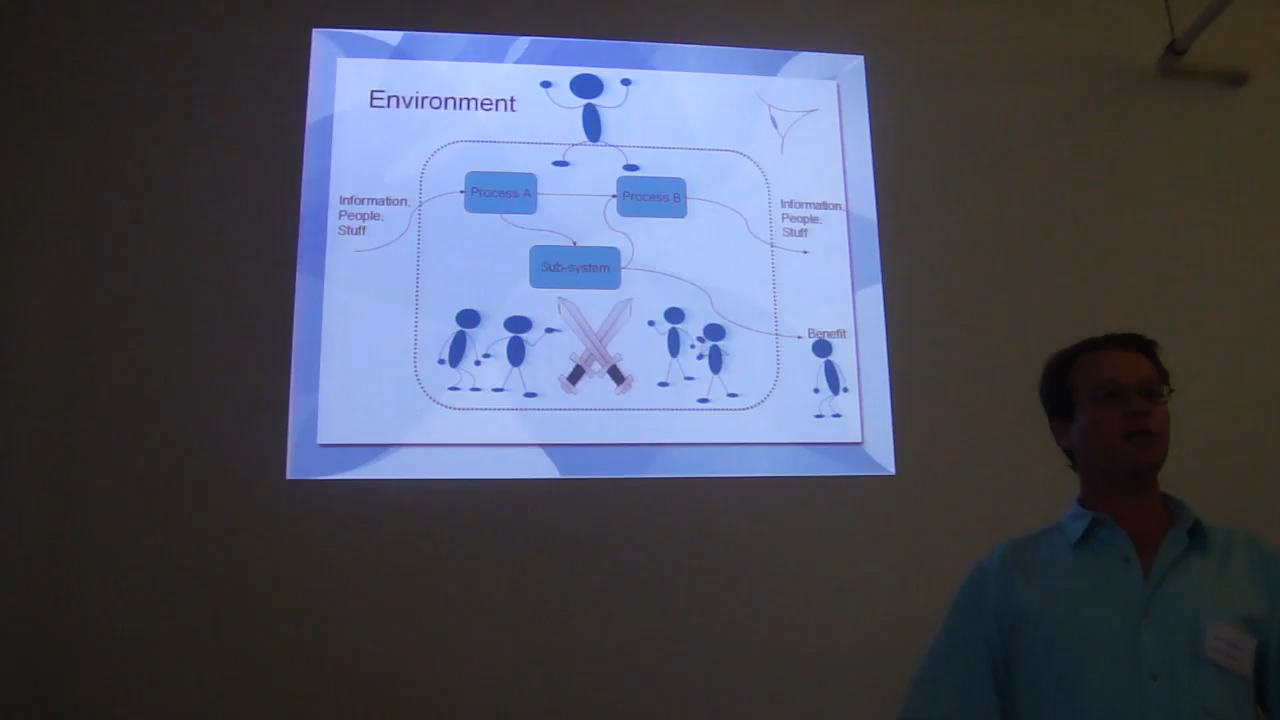 Environment
Process A
Process B
Information,
People,
Stuff
Information,
People,
Stuff
Sub-system
Benefit